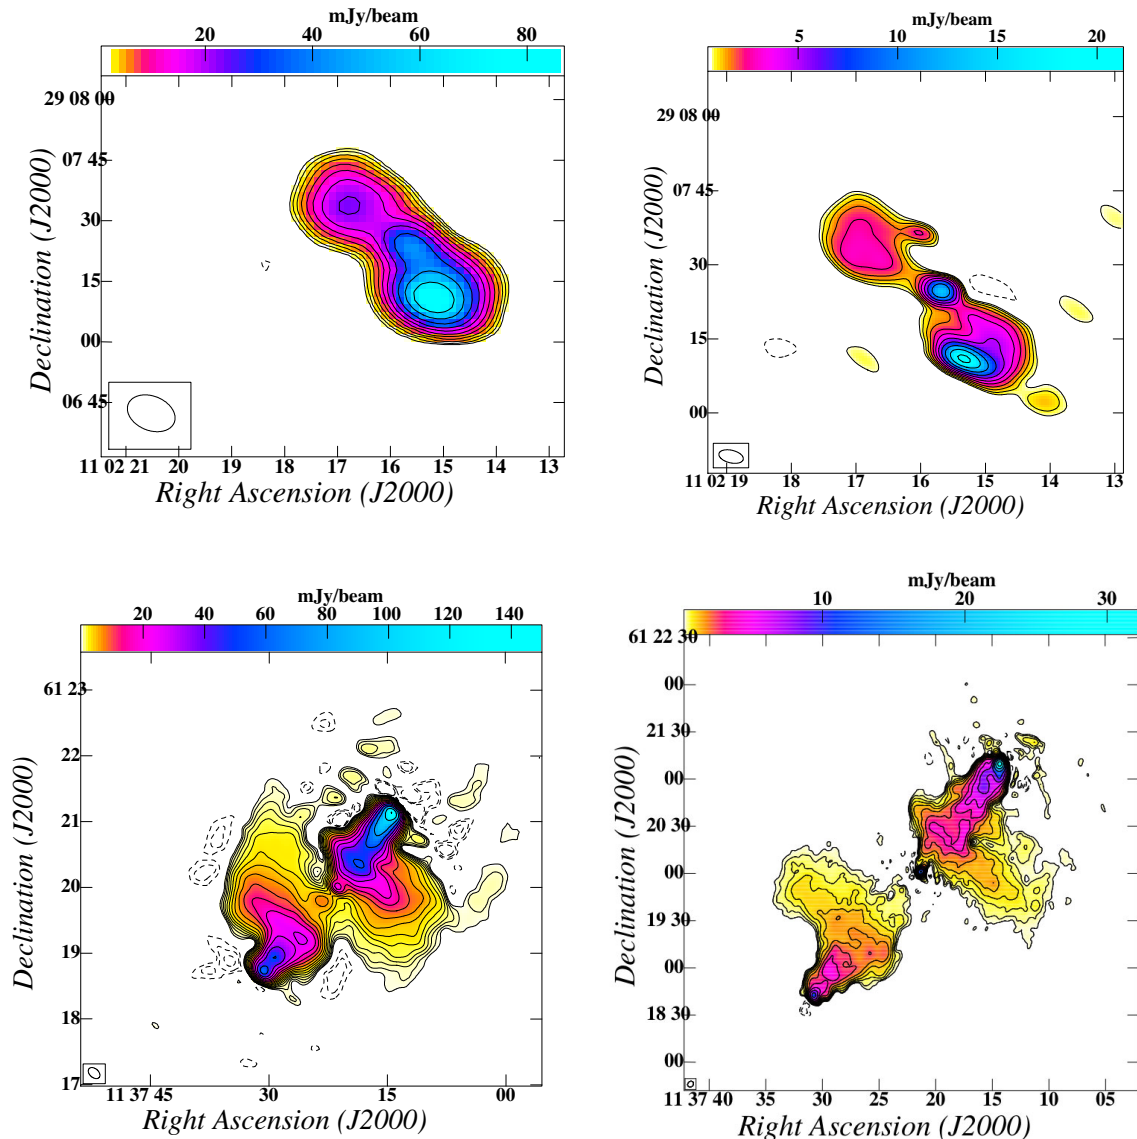 mJy/beam
20 40 60 80
29 08 00
07 45
30
15
00
06 45
11 02 21 20 19 18 17 16 15 14 13
Right Ascension (J2000)
Declination (J2000)
mJy/beam
5 10 15 20
29 08 00
07 45
30
15
00
11 02 19 18 17 16 15 14 13
Right Ascension (J2000)
Declination (J2000)
mJy/beam
20 40 60 80 100 120 140
61 23
22
21
20
19
18
17
11 37 45 30 15 00
Right Ascension (J2000)
Declination (J2000)
mJy/beam
10 20 30
61 22 30
00
21 30
00
20 30
00
19 30
00
18 30
00
11 37 40 35 30 25 20 15 10 05
Right Ascension (J2000)
Declination (J2000)